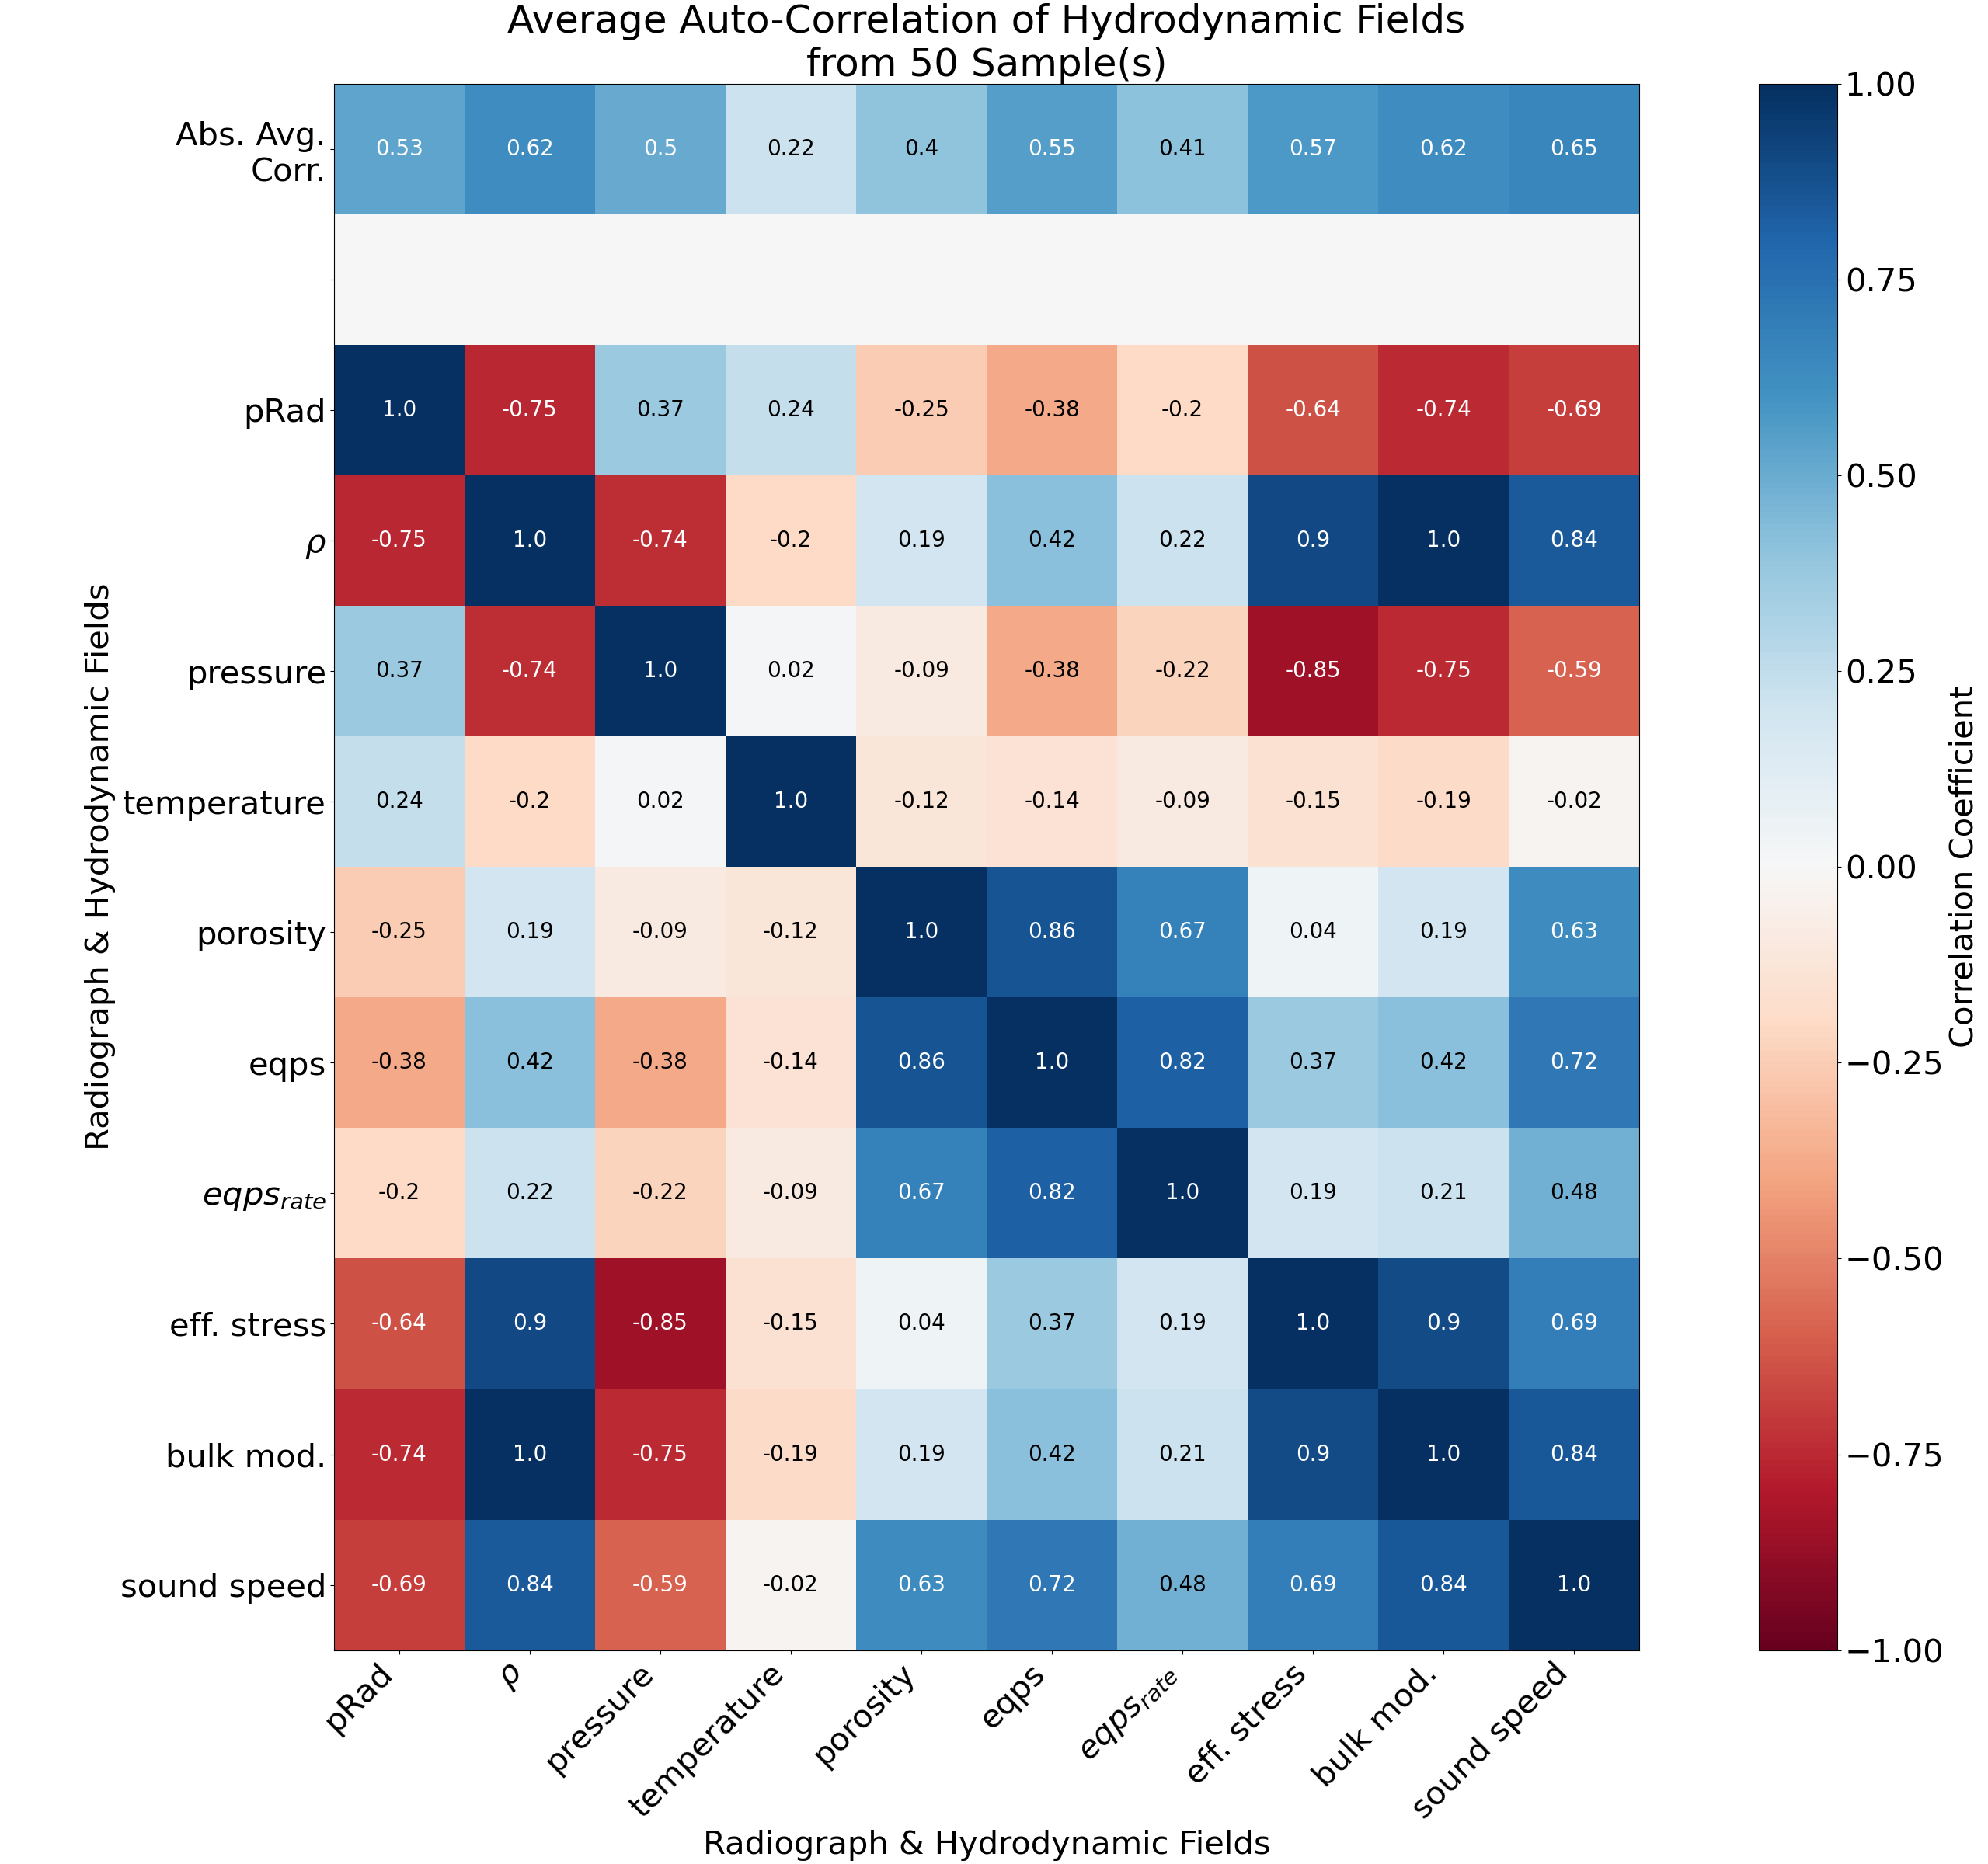 Average Auto-Correlation of Hydrodynamic Fields
from 50 Sample(s)
Abs. Avg.
Corr.
0.53 0.62 0.5 0.22 0.4 0.55 0.41 0.57 0.62 0.65
pRad 1.0 -0.75 0.37 0.24 -0.25 -0.38 -0.2 -0.64 -0.74 -0.69
ρ -0.75 1.0 -0.74 -0.2 0.19 0.42 0.22 0.9 1.0 0.84
pressure 0.37 -0.74 1.0 0.02 -0.09 -0.38 -0.22 -0.85 -0.75 -0.59
temperature 0.24 -0.2 0.02 1.0 -0.12 -0.14 -0.09 -0.15 -0.19 -0.02
porosity -0.25 0.19 -0.09 -0.12 1.0 0.86 0.67 0.04 0.19 0.63
eqps -0.38 0.42 -0.38 -0.14 0.86 1.0 0.82 0.37 0.42 0.72
eqps_rate -0.2 0.22 -0.22 -0.09 0.67 0.82 1.0 0.19 0.21 0.48
eff. stress -0.64 0.9 -0.85 -0.15 0.04 0.37 0.19 1.0 0.9 0.69
bulk mod. -0.74 1.0 -0.75 -0.19 0.19 0.42 0.21 0.9 1.0 0.84
sound speed -0.69 0.84 -0.59 -0.02 0.63 0.72 0.48 0.69 0.84 1.0
pRad ρ pressure temperature porosity eqps eqps_rate eff. stress bulk mod. sound speed
Radiograph & Hydrodynamic Fields
Radiograph & Hydrodynamic Fields
1.00
0.75
0.50
0.25
0.00
−0.25
−0.50
−0.75
−1.00
Correlation Coefficient